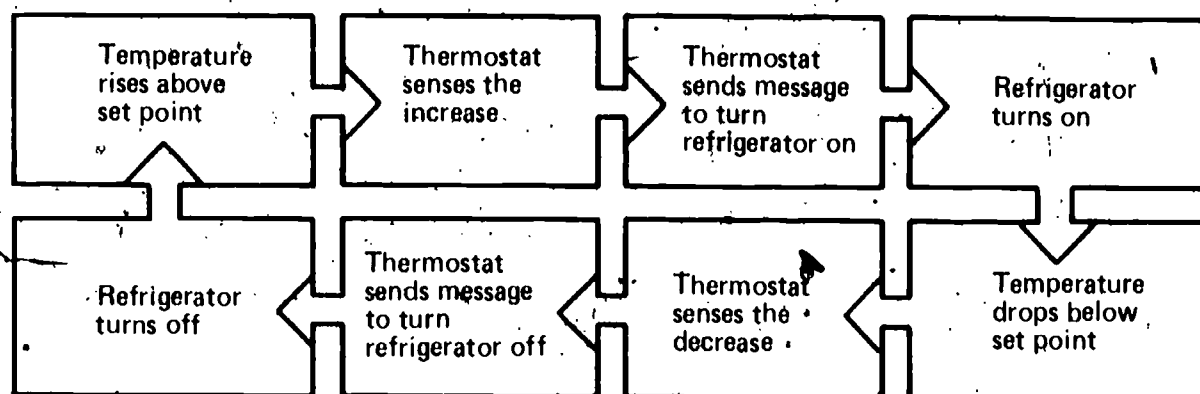 Temperature
rises above
set point
Thermostat
senses the
increase
Thermostat
sends message
to turn
refrigerator on
Refrigerator
turns on
Temperature
drops below
set point
Thermostat
senses the
decrease
Thermostat
sends message
to turn
refrigerator off
Refrigerator
turns off